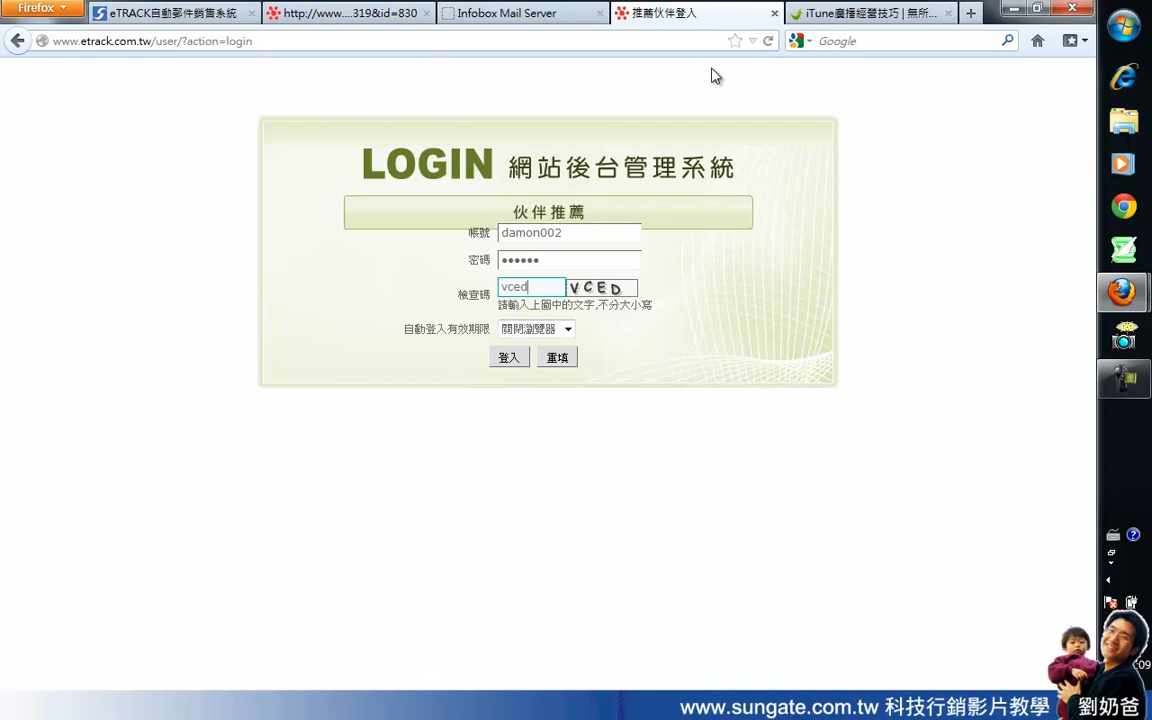 Firefox
eTRACK自動郵件銷售系統
http://www....319&id=830
Infobox Mail Server
推薦伙伴登入
iTune廣播經營技巧 | 無所...
www.etrack.com.tw/user/?action=login
Google
LOGIN 網站後台管理系統
伙伴推薦
帳號 damon002
密碼 ••••••
檢查碼 vced VCED
請輸入上圖中的文字,不分大小寫
自動登入有效期限 關閉瀏覽器
登入 重填
:09
www.sungate.com.tw 科技行銷影片教學 劉奶爸